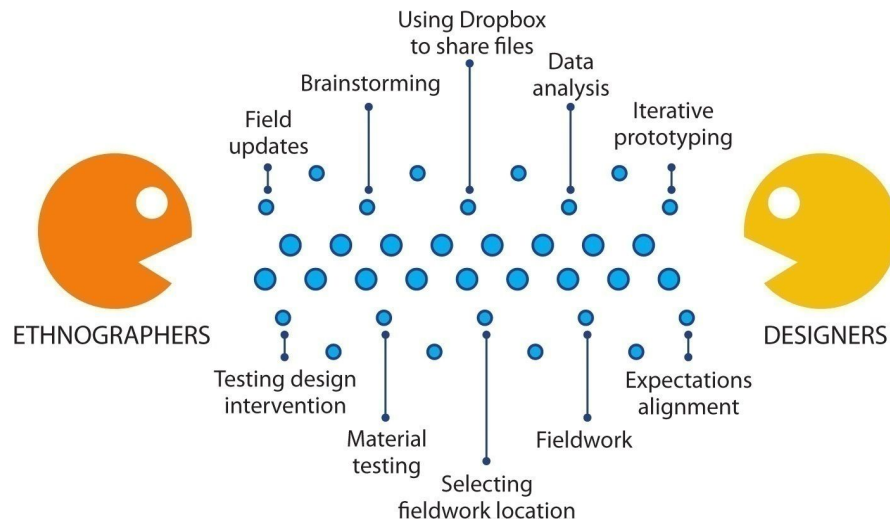 Using Dropbox
to share files
Brainstorming
Data
analysis
Field
updates
Iterative
prototyping
ETHNOGRAPHERS
DESIGNERS
Testing design
intervention
Material
testing
Selecting
fieldwork location
Fieldwork
Expectations
alignment